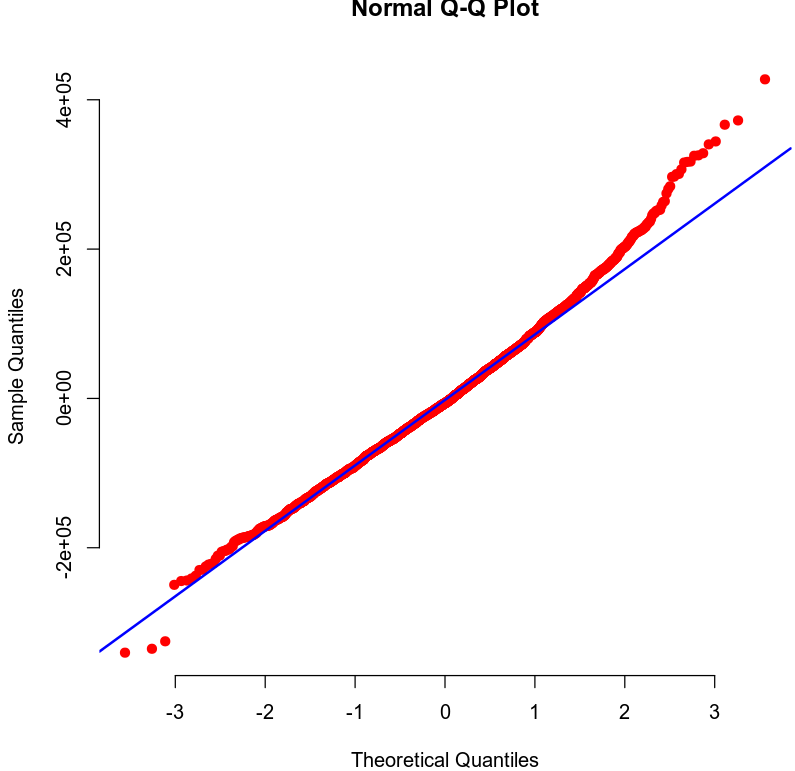 Normal Q-Q Plot
4e+05
2e+05
0e+00
-2e+05
Sample Quantiles
-3 -2 -1 0 1 2 3
Theoretical Quantiles